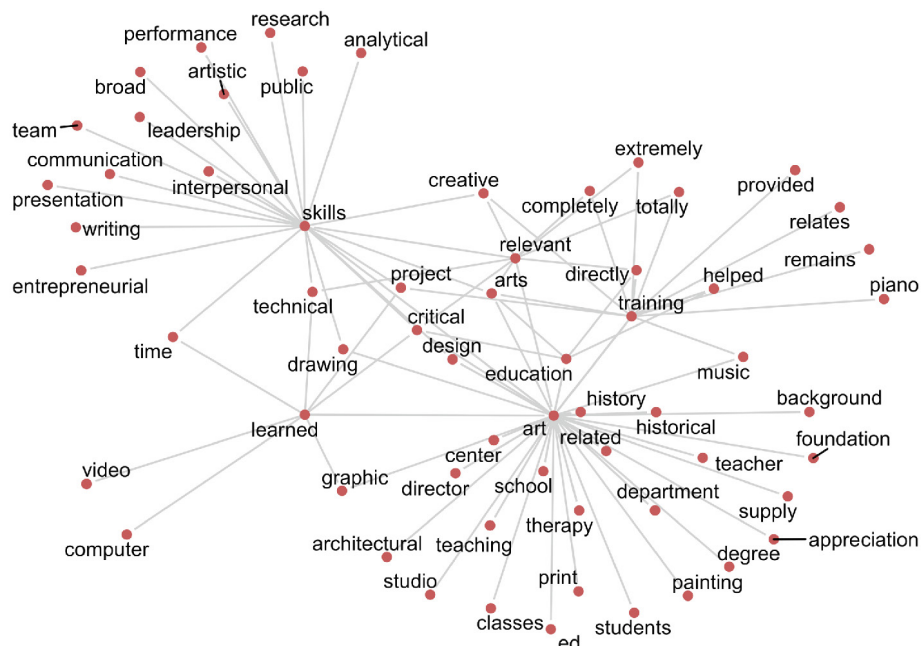 research
performance
analytical
artistic
broad
public
team
leadership
extremely
communication
provided
interpersonal
creative
completely
totally
presentation
skills
relates
writing
relevant
remains
entrepreneurial
project
arts
directly
helped
piano
technical
training
critical
time
design
drawing
education
music
history
background
learned
art
related
historical
foundation
center
video
graphic
director
school
teacher
department
supply
computer
architectural
teaching
therapy
degree
appreciation
studio
print
painting
classes
students
ed